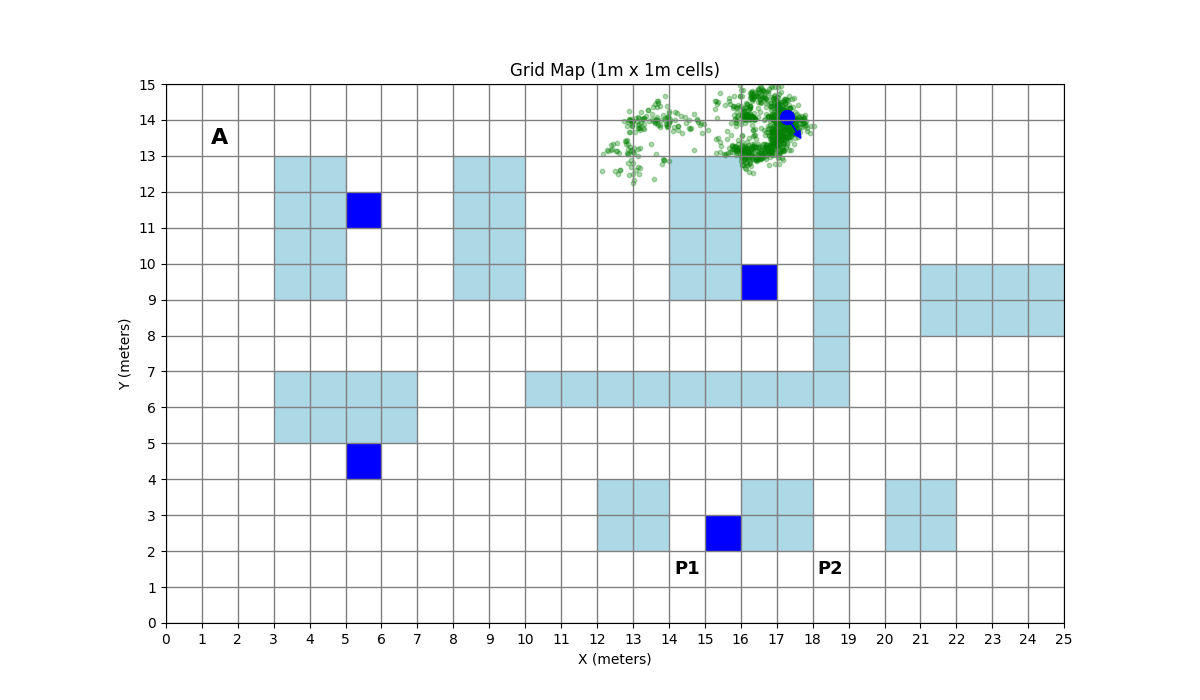 Grid Map (1m x 1m cells)
15
14
13
12
11
10
9
8
7
6
5
4
3
2
1
0
Y (meters)
A
P1
P2
0 1 2 3 4 5 6 7 8 9 10 11 12 13 14 15 16 17 18 19 20 21 22 23 24 25
X (meters)